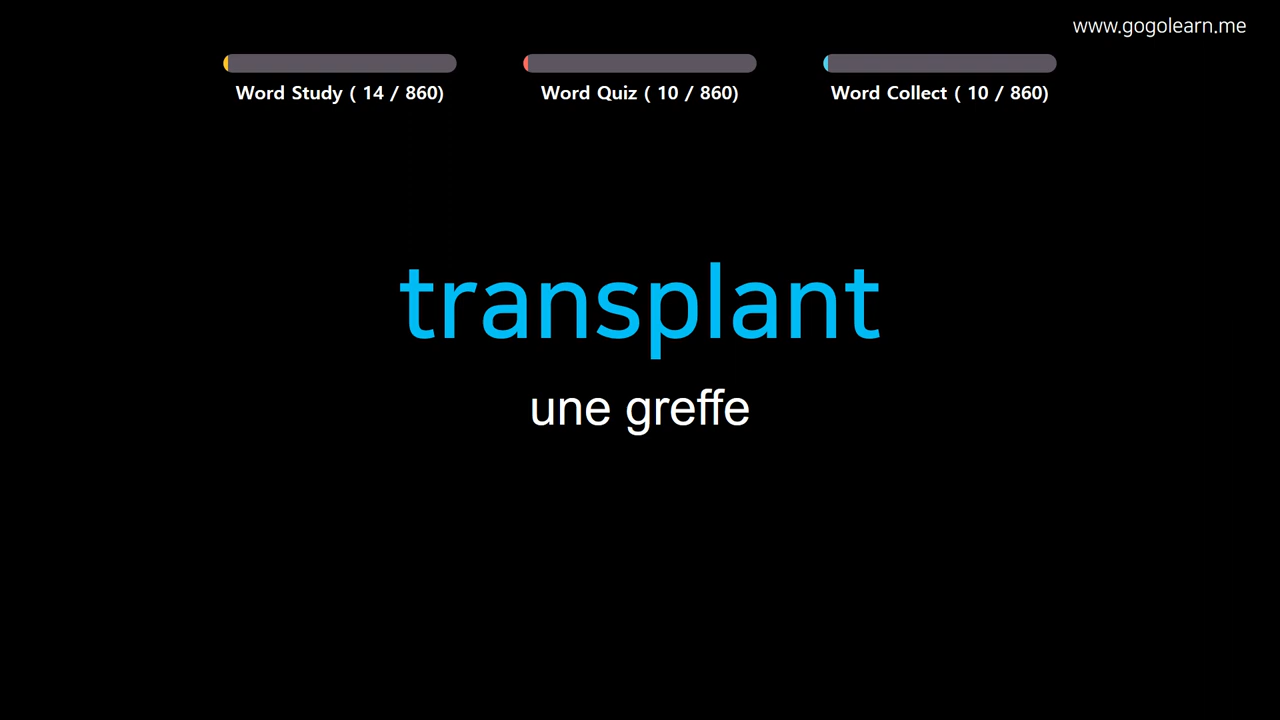 www.gogolearn.me
Word Study ( 14 / 860)
Word Quiz ( 10 / 860)
Word Collect ( 10 / 860)
transplant
une greffe